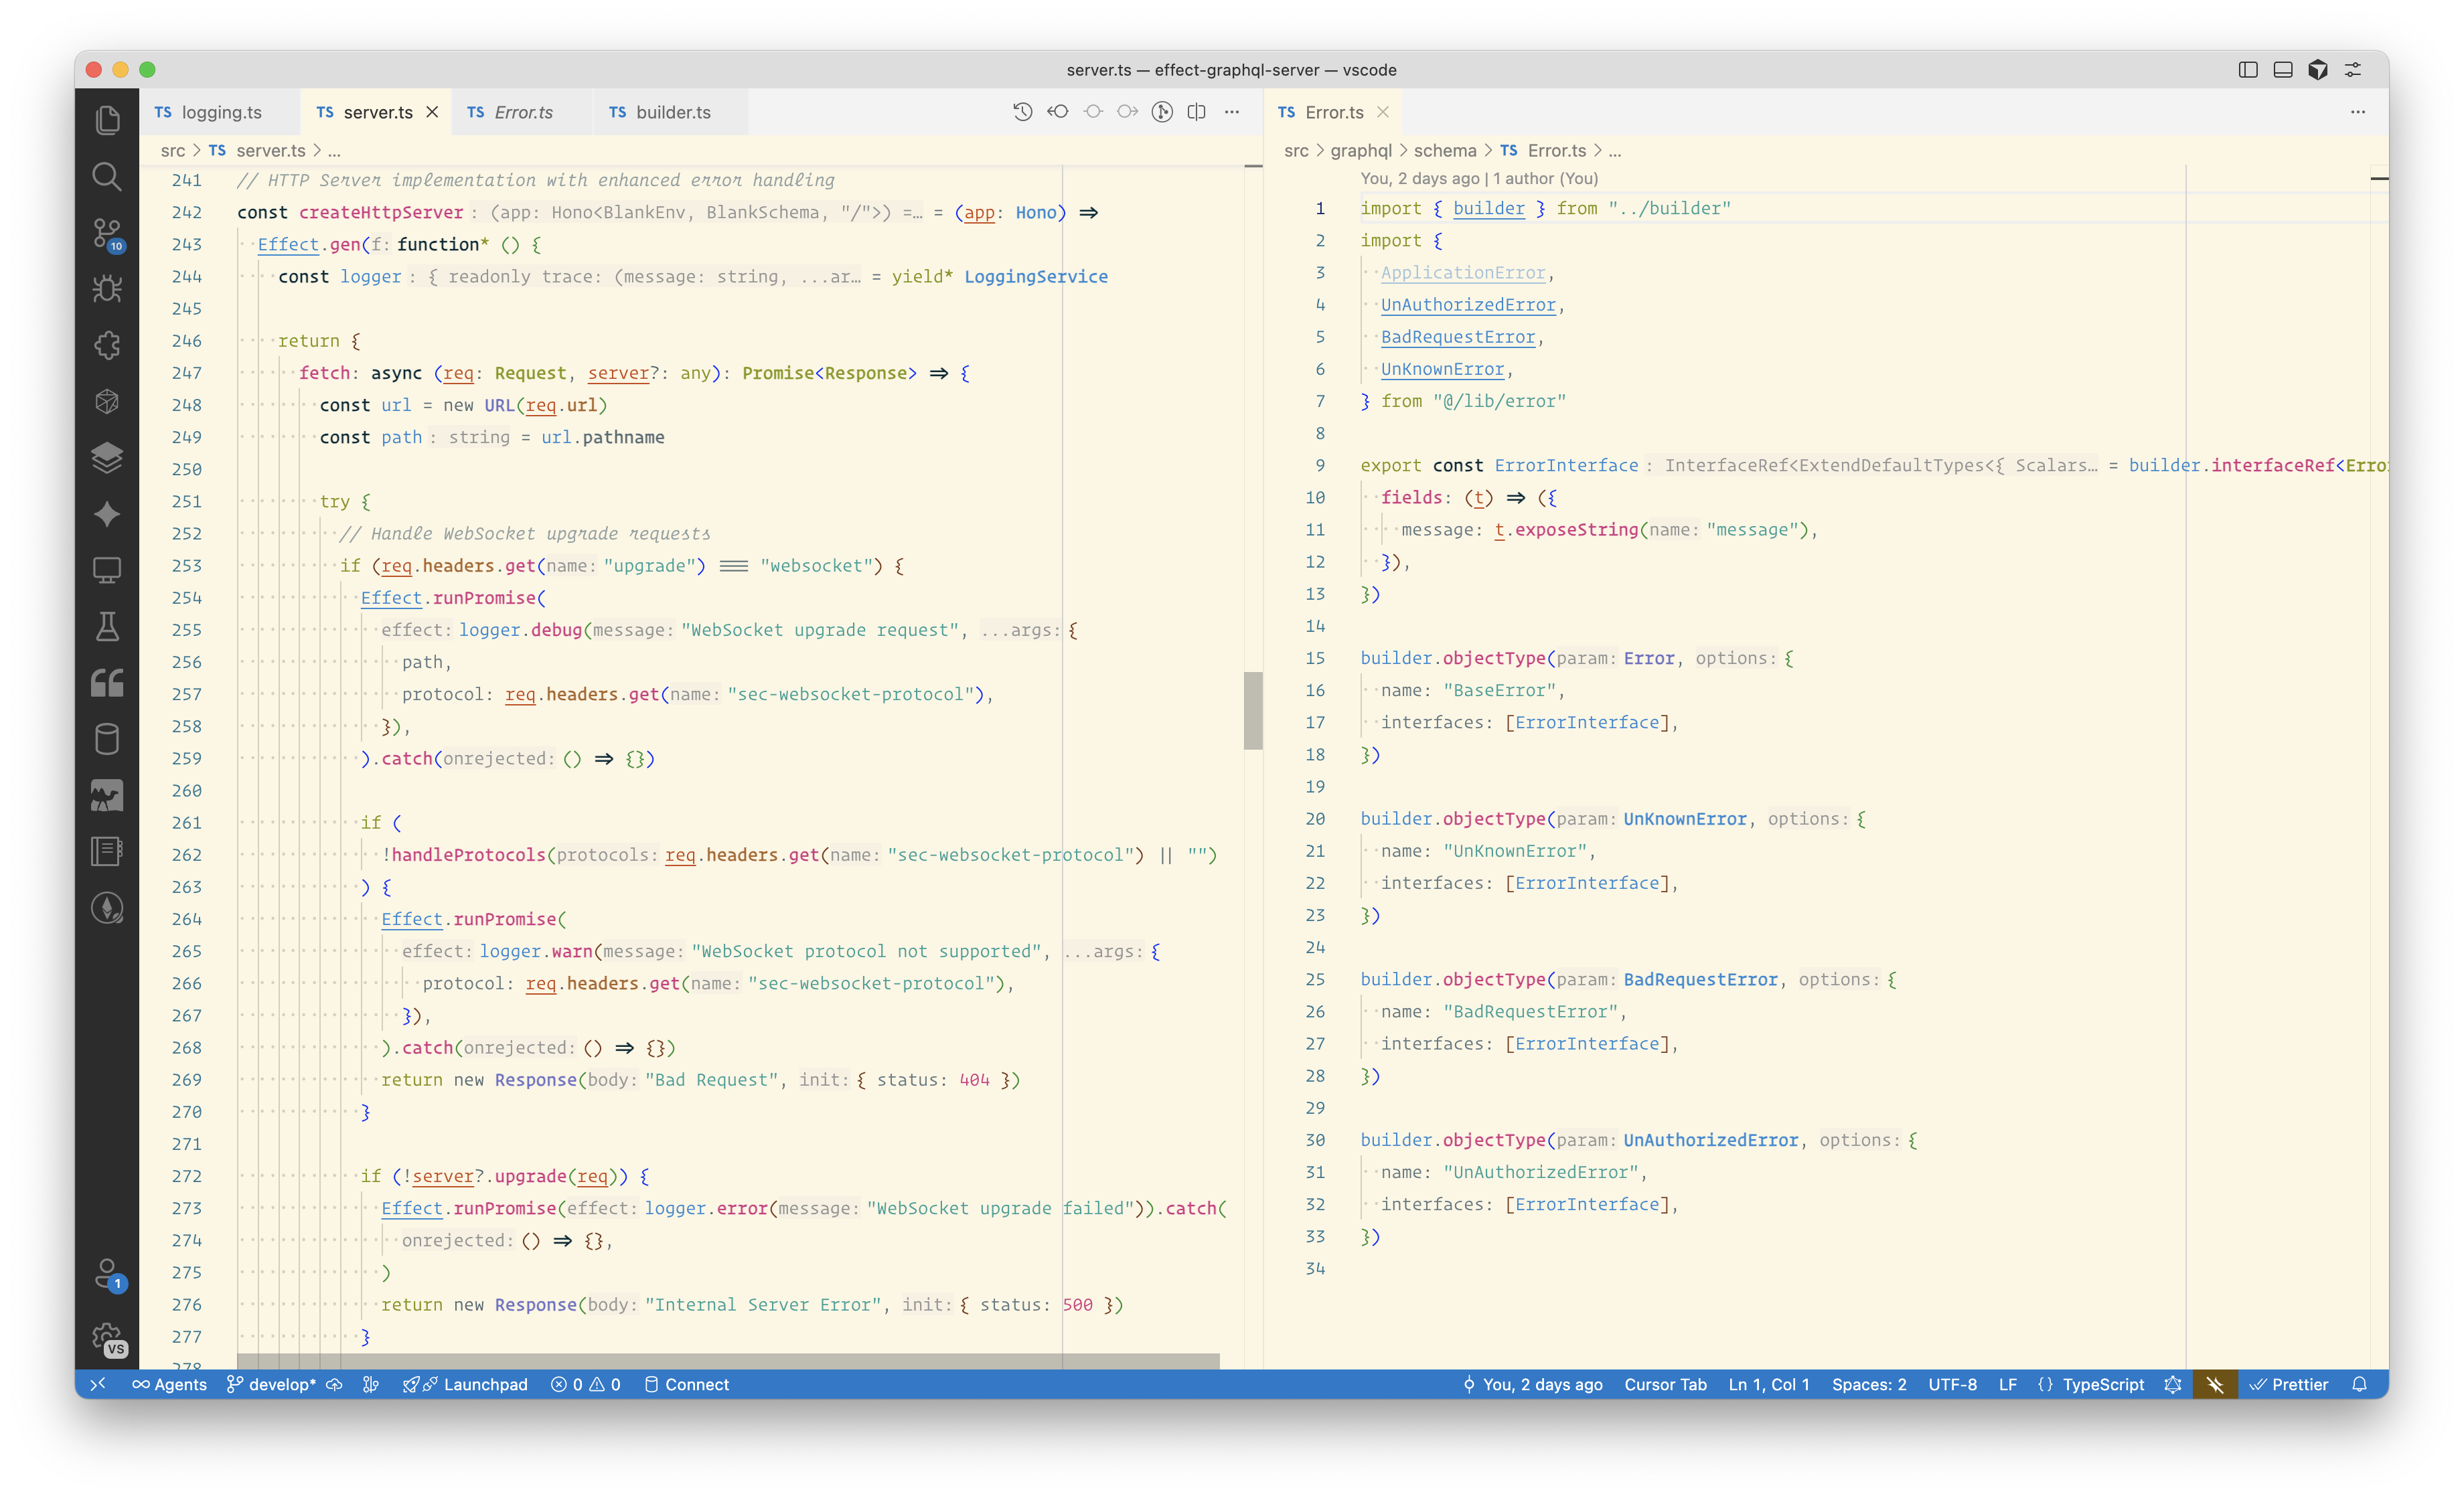 server.ts — effect-graphql-server — vscode
TS logging.ts
TS server.ts
TS Error.ts
TS builder.ts
src > TS server.ts > ...
241 // HTTP Server implementation with enhanced error handling
242 const createHttpServer : (app: Hono<BlankEnv, BlankSchema, "/">) =… = (app: Hono) =>
243 Effect.gen(f: function* () {
244 const logger : { readonly trace: (message: string, ...ar… = yield* LoggingService
245
246 return {
247 fetch: async (req: Request, server?: any): Promise<Response> => {
248 const url = new URL(req.url)
249 const path : string = url.pathname
250
251 try {
252 // Handle WebSocket upgrade requests
253 if (req.headers.get(name: "upgrade") === "websocket") {
254 Effect.runPromise(
255 effect: logger.debug(message: "WebSocket upgrade request", ...args: {
256 path,
257 protocol: req.headers.get(name: "sec-websocket-protocol"),
258 }),
259 ).catch(onrejected: () => {})
260
261 if (
262 !handleProtocols(protocols: req.headers.get(name: "sec-websocket-protocol") || "")
263 ) {
264 Effect.runPromise(
265 effect: logger.warn(message: "WebSocket protocol not supported", ...args: {
266 protocol: req.headers.get(name: "sec-websocket-protocol"),
267 }),
268 ).catch(onrejected: () => {})
269 return new Response(body: "Bad Request", init: { status: 404 })
270 }
271
272 if (!server?.upgrade(req)) {
273 Effect.runPromise(effect: logger.error(message: "WebSocket upgrade failed")).catch(
274 onrejected: () => {},
275 )
276 return new Response(body: "Internal Server Error", init: { status: 500 })
277 }
278
TS Error.ts
src > graphql > schema > TS Error.ts > ...
You, 2 days ago | 1 author (You)
1 import { builder } from "../builder"
2 import {
3 ApplicationError,
4 UnAuthorizedError,
5 BadRequestError,
6 UnKnownError,
7 } from "@/lib/error"
8
9 export const ErrorInterface : InterfaceRef<ExtendDefaultTypes<{ Scalars… = builder.interfaceRef<Erro
10 fields: (t) => ({
11 message: t.exposeString(name: "message"),
12 }),
13 })
14
15 builder.objectType(param: Error, options: {
16 name: "BaseError",
17 interfaces: [ErrorInterface],
18 })
19
20 builder.objectType(param: UnKnownError, options: {
21 name: "UnKnownError",
22 interfaces: [ErrorInterface],
23 })
24
25 builder.objectType(param: BadRequestError, options: {
26 name: "BadRequestError",
27 interfaces: [ErrorInterface],
28 })
29
30 builder.objectType(param: UnAuthorizedError, options: {
31 name: "UnAuthorizedError",
32 interfaces: [ErrorInterface],
33 })
34
10
1
VS
Agents develop* Launchpad 0 0 Connect You, 2 days ago Cursor Tab Ln 1, Col 1 Spaces: 2 UTF-8 LF {} TypeScript Prettier